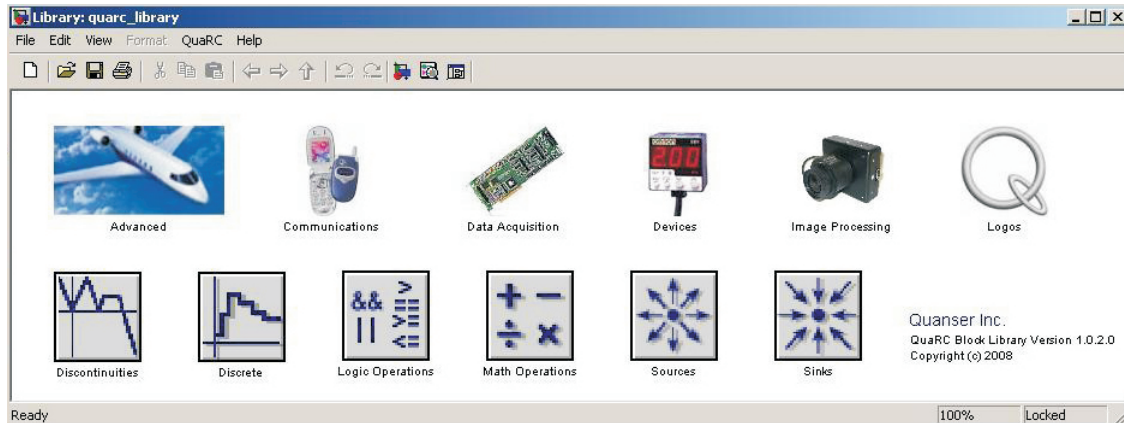 Library: quarc_library
File Edit View Format QuaRC Help
OMRON
200
Advanced Communications Data Acquisition Devices Image Processing Logos
&& > ==
|| >= <=
Discontinuities Discrete Logic Operations Math Operations Sources Sinks
Quanser Inc.
QuaRC Block Library Version 1.0.2.0
Copyright (c) 2008
Ready 100% Locked